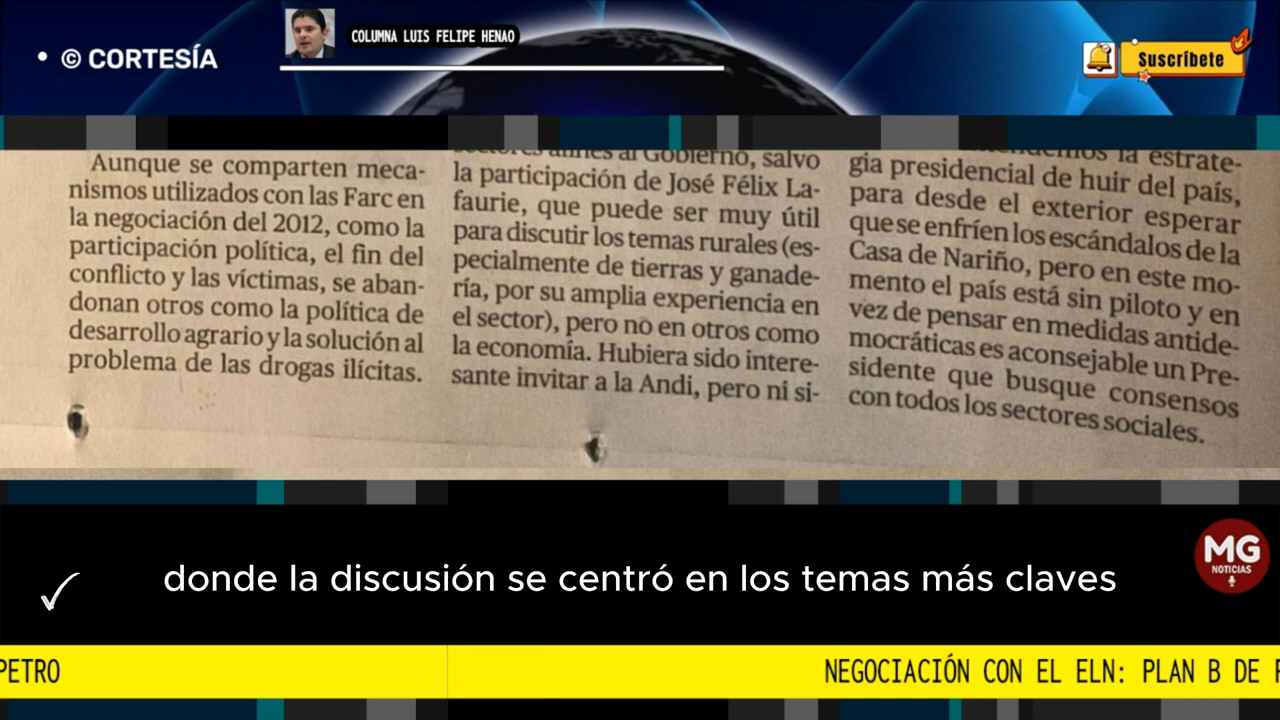 • © CORTESÍA
COLUMNA LUIS FELIPE HENAO
Suscríbete
Aunque se comparten meca-
nismos utilizados con las Farc en
la negociación del 2012, como la
participación política, el fin del
conflicto y las víctimas, se aban-
donan otros como la política de
desarrollo agrario y la solución al
problema de las drogas ilícitas.
sectores afines al Gobierno, salvo
la participación de José Félix La-
faurie, que puede ser muy útil
para discutir los temas rurales (es-
pecialmente de tierras y ganade-
ría, por su amplia experiencia en
el sector), pero no en otros como
la economía. Hubiera sido intere-
sante invitar a la Andi, pero ni si-
la estrate-
gia presidencial de huir del país,
para desde el exterior esperar
que se enfríen los escándalos de la
Casa de Nariño, pero en este mo-
mento el país está sin piloto y en
vez de pensar en medidas antide-
mocráticas es aconsejable un Pre-
sidente que busque consensos
con todos los sectores sociales.
donde la discusión se centró en los temas más claves
MG
NOTICIAS
PETRO
NEGOCIACIÓN CON EL ELN: PLAN B DE